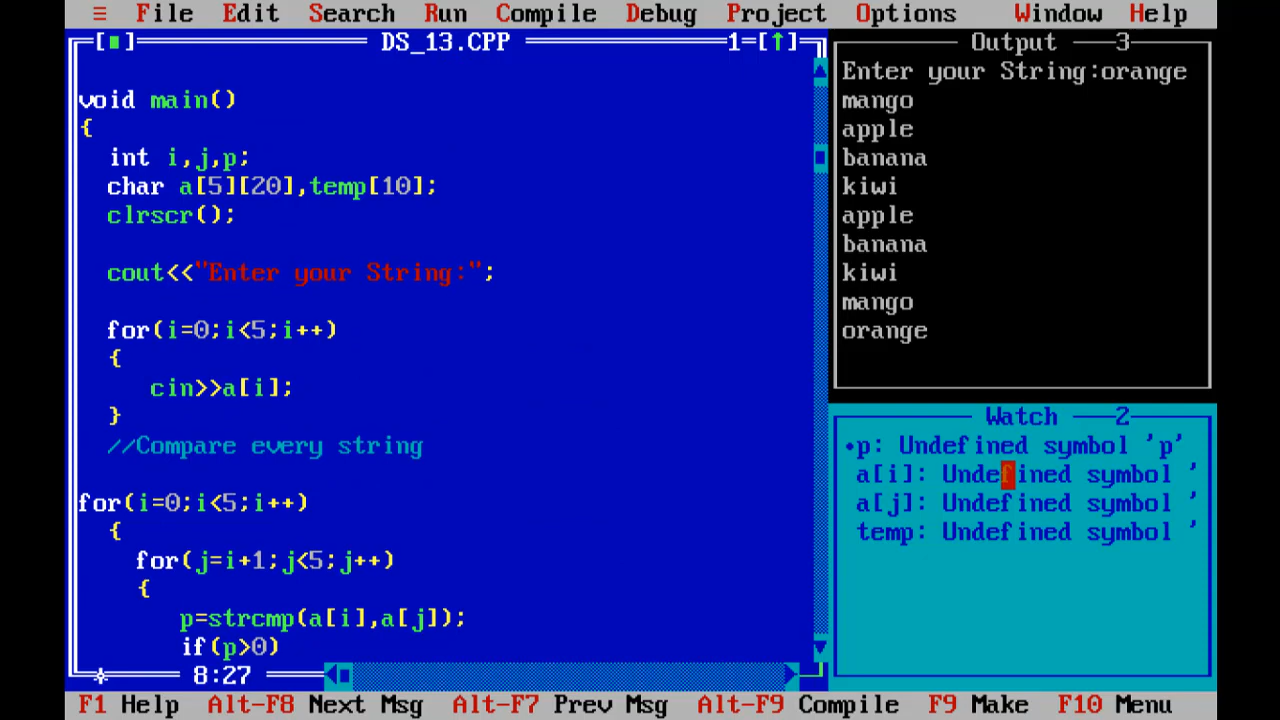 ≡ File Edit Search Run Compile Debug Project Options Window Help
[■] DS_13.CPP 1=[↑]
void main()
{
int i,j,p;
char a[5][20],temp[10];
clrscr();
cout<<"Enter your String:";
for(i=0;i<5;i++)
{
cin>>a[i];
}
//Compare every string
for(i=0;i<5;i++)
{
for(j=i+1;j<5;j++)
{
p=strcmp(a[i],a[j]);
if(p>0)
8:27
Output 3
Enter your String:orange
mango
apple
banana
kiwi
apple
banana
kiwi
mango
orange
Watch 2
•p: Undefined symbol 'p'
a[i]: Undefined symbol '
a[j]: Undefined symbol '
temp: Undefined symbol '
F1 Help Alt-F8 Next Msg Alt-F7 Prev Msg Alt-F9 Compile F9 Make F10 Menu